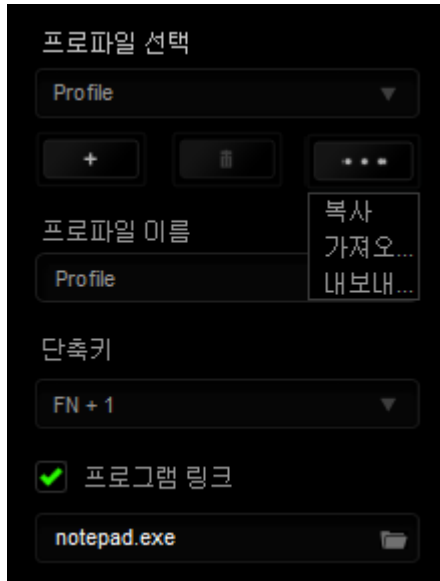 프로파일 선택
Profile
+
•••
복사
프로파일 이름
가져오...
Profile
내보내...
단축키
FN + 1
프로그램 링크
notepad.exe